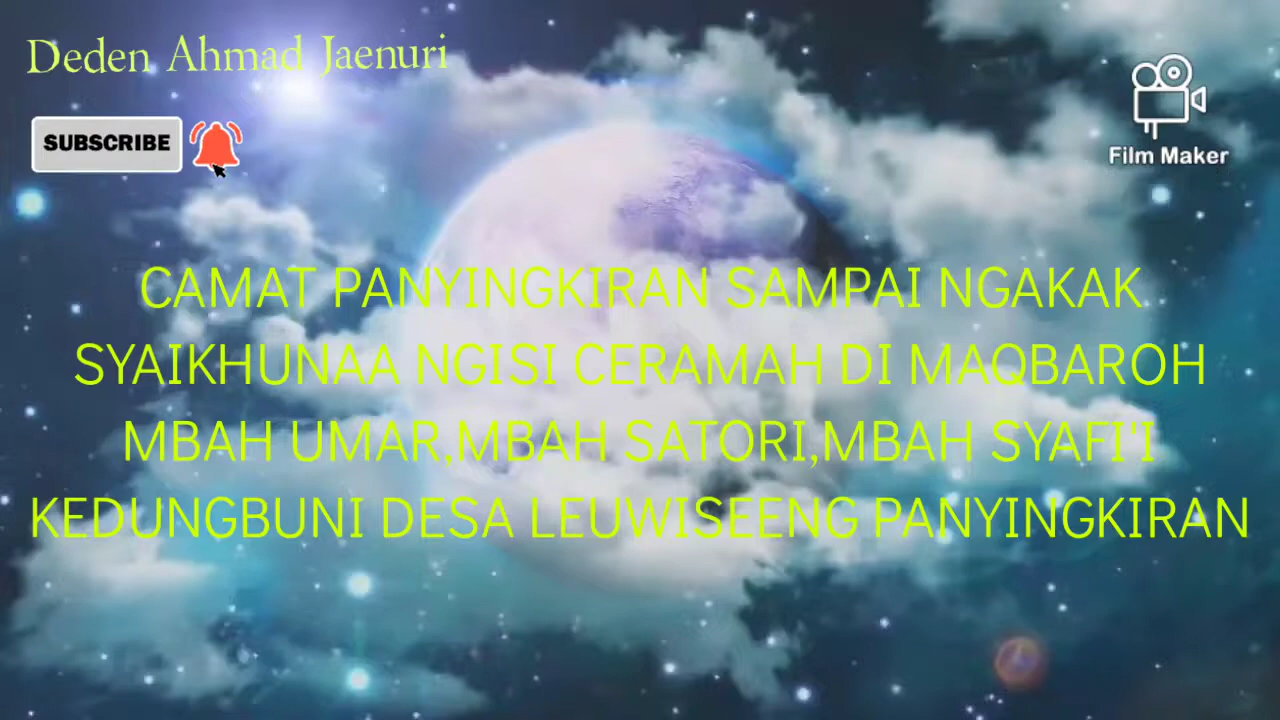 Deden Ahmad Jaenuri
SUBSCRIBE
Film Maker
CAMAT PANYINGKIRAN SAMPAI NGAKAK
SYAIKHUNAA NGISI CERAMAH DI MAQBAROH
MBAH UMAR,MBAH SATORI,MBAH SYAFI'I
KEDUNGBUNI DESA LEUWISEENG PANYINGKIRAN